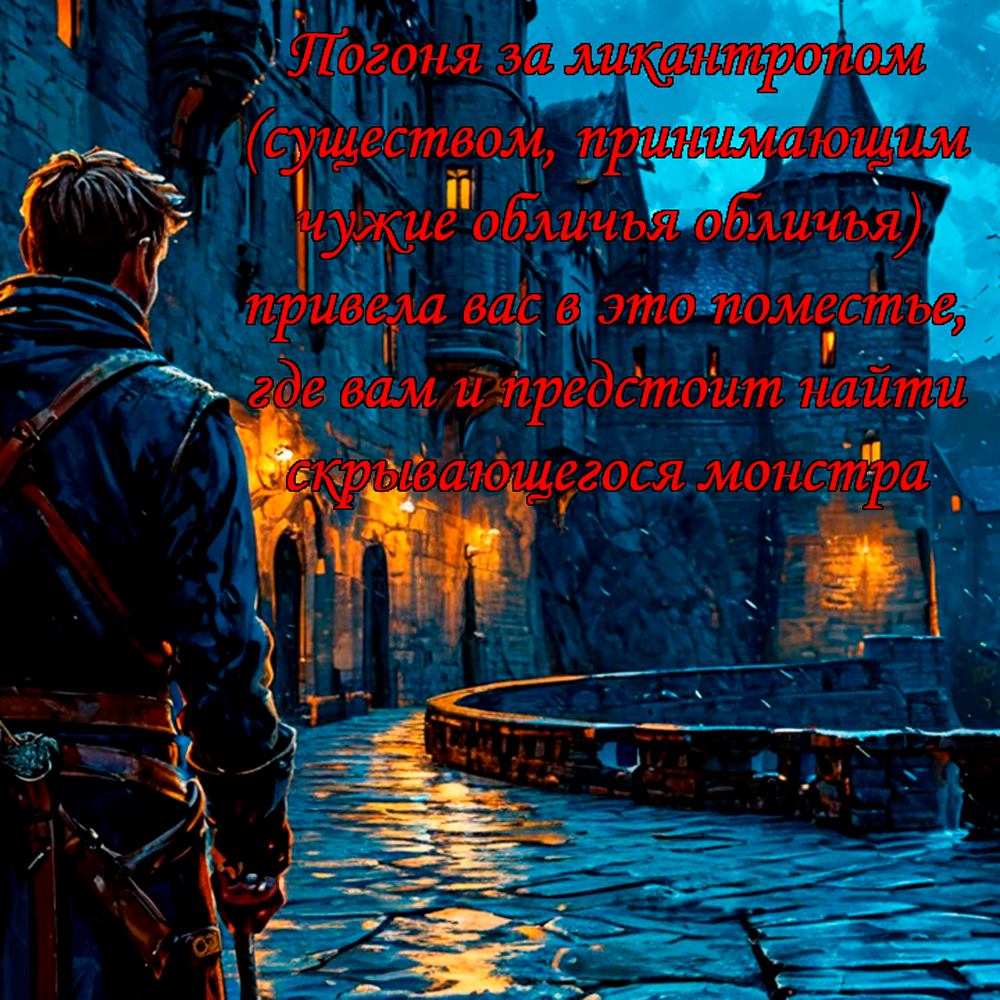 Погоня за ликантропом
(существом, принимающим
чужие обличья обличья)
привела вас в это поместье,
где вам и предстоит найти
скрывающегося монстра